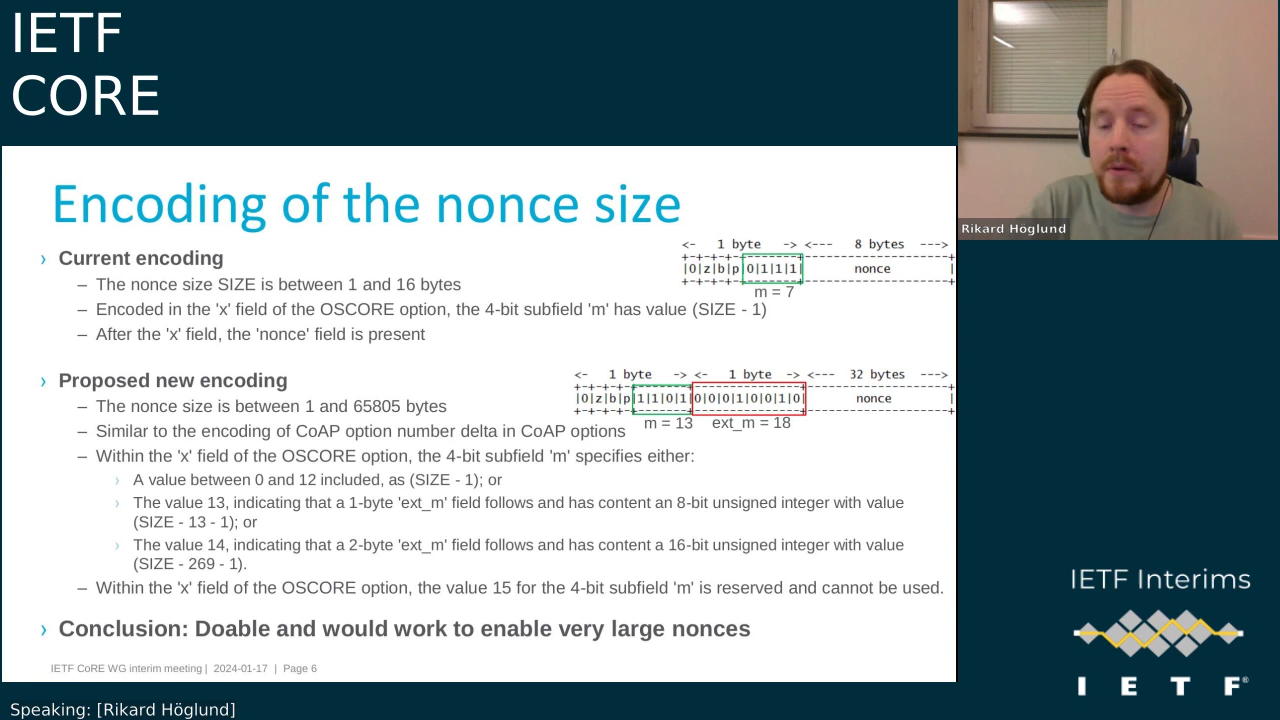 IETF
CORE
Rikard Höglund
Encoding of the nonce size
<-   1 byte   -> <---   8 bytes   --->
+-+-+-+-+-------+---------------------+
|0|z|b|p|0|1|1|1|        nonce        |
+-+-+-+-+-------+---------------------+
m = 7
› Current encoding
– The nonce size SIZE is between 1 and 16 bytes
– Encoded in the 'x' field of the OSCORE option, the 4-bit subfield 'm' has value (SIZE - 1)
– After the 'x' field, the 'nonce' field is present
<-   1 byte   -> <-   1 byte   -> <---   32 bytes   --->
|0|z|b|p|1|1|0|1|0|0|0|1|0|0|1|0|        nonce        |
m = 13    ext_m = 18
› Proposed new encoding
– The nonce size is between 1 and 65805 bytes
– Similar to the encoding of CoAP option number delta in CoAP options
– Within the 'x' field of the OSCORE option, the 4-bit subfield 'm' specifies either:
› A value between 0 and 12 included, as (SIZE - 1); or
› The value 13, indicating that a 1-byte 'ext_m' field follows and has content an 8-bit unsigned integer with value
(SIZE - 13 - 1); or
› The value 14, indicating that a 2-byte 'ext_m' field follows and has content a 16-bit unsigned integer with value
(SIZE - 269 - 1).
– Within the 'x' field of the OSCORE option, the value 15 for the 4-bit subfield 'm' is reserved and cannot be used.
› Conclusion: Doable and would work to enable very large nonces
IETF CoRE WG interim meeting | 2024-01-17 | Page 6
IETF Interims
I E T F®
Speaking: [Rikard Höglund]